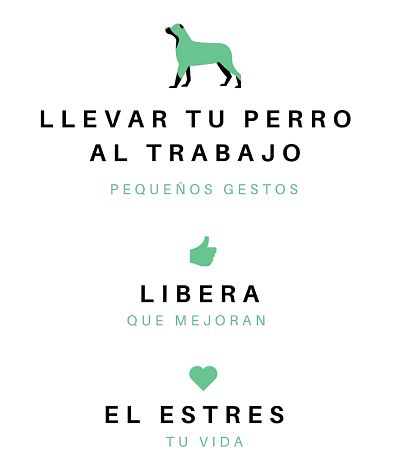 LLEVAR TU PERRO
AL TRABAJO
PEQUEÑOS GESTOS
LIBERA
QUE MEJORAN
EL ESTRES
TU VIDA